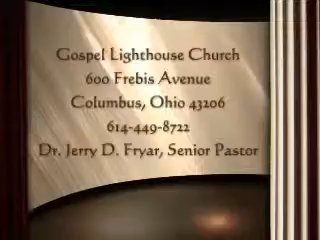 Gospel Lighthouse Church
600 Frebis Avenue
Columbus, Ohio 43206
614-449-8722
Dr. Jerry D. Fryar, Senior Pastor